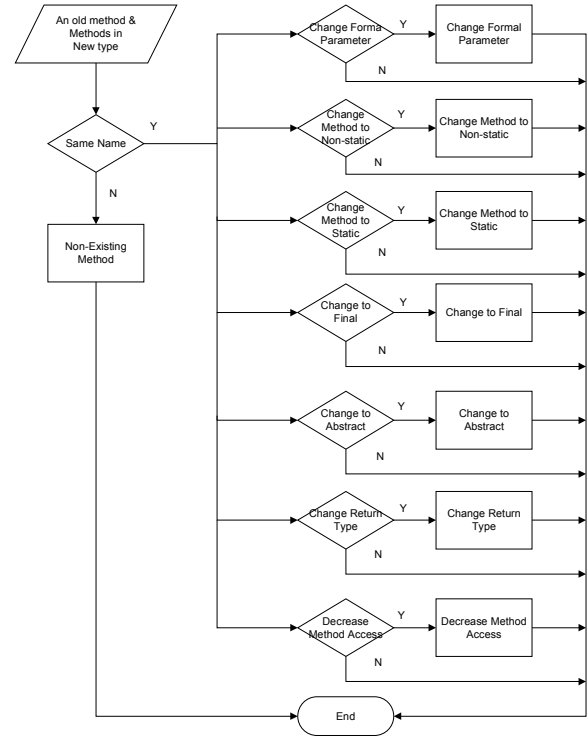 An old method &
Methods in
New type
Same Name
Y
N
Non-Existing
Method
Change Forma
Parameter
Y
N
Change Formal
Parameter
Change
Method to
Non-static
Y
N
Change Method to
Non-static
Change
Method to
Static
Y
N
Change Method to
Static
Change to
Final
Y
N
Change to Final
Change to
Abstract
Y
N
Change to
Abstract
Change Return
Type
Y
N
Change Return
Type
Decrease
Method Access
Y
N
Decrease Method
Access
End